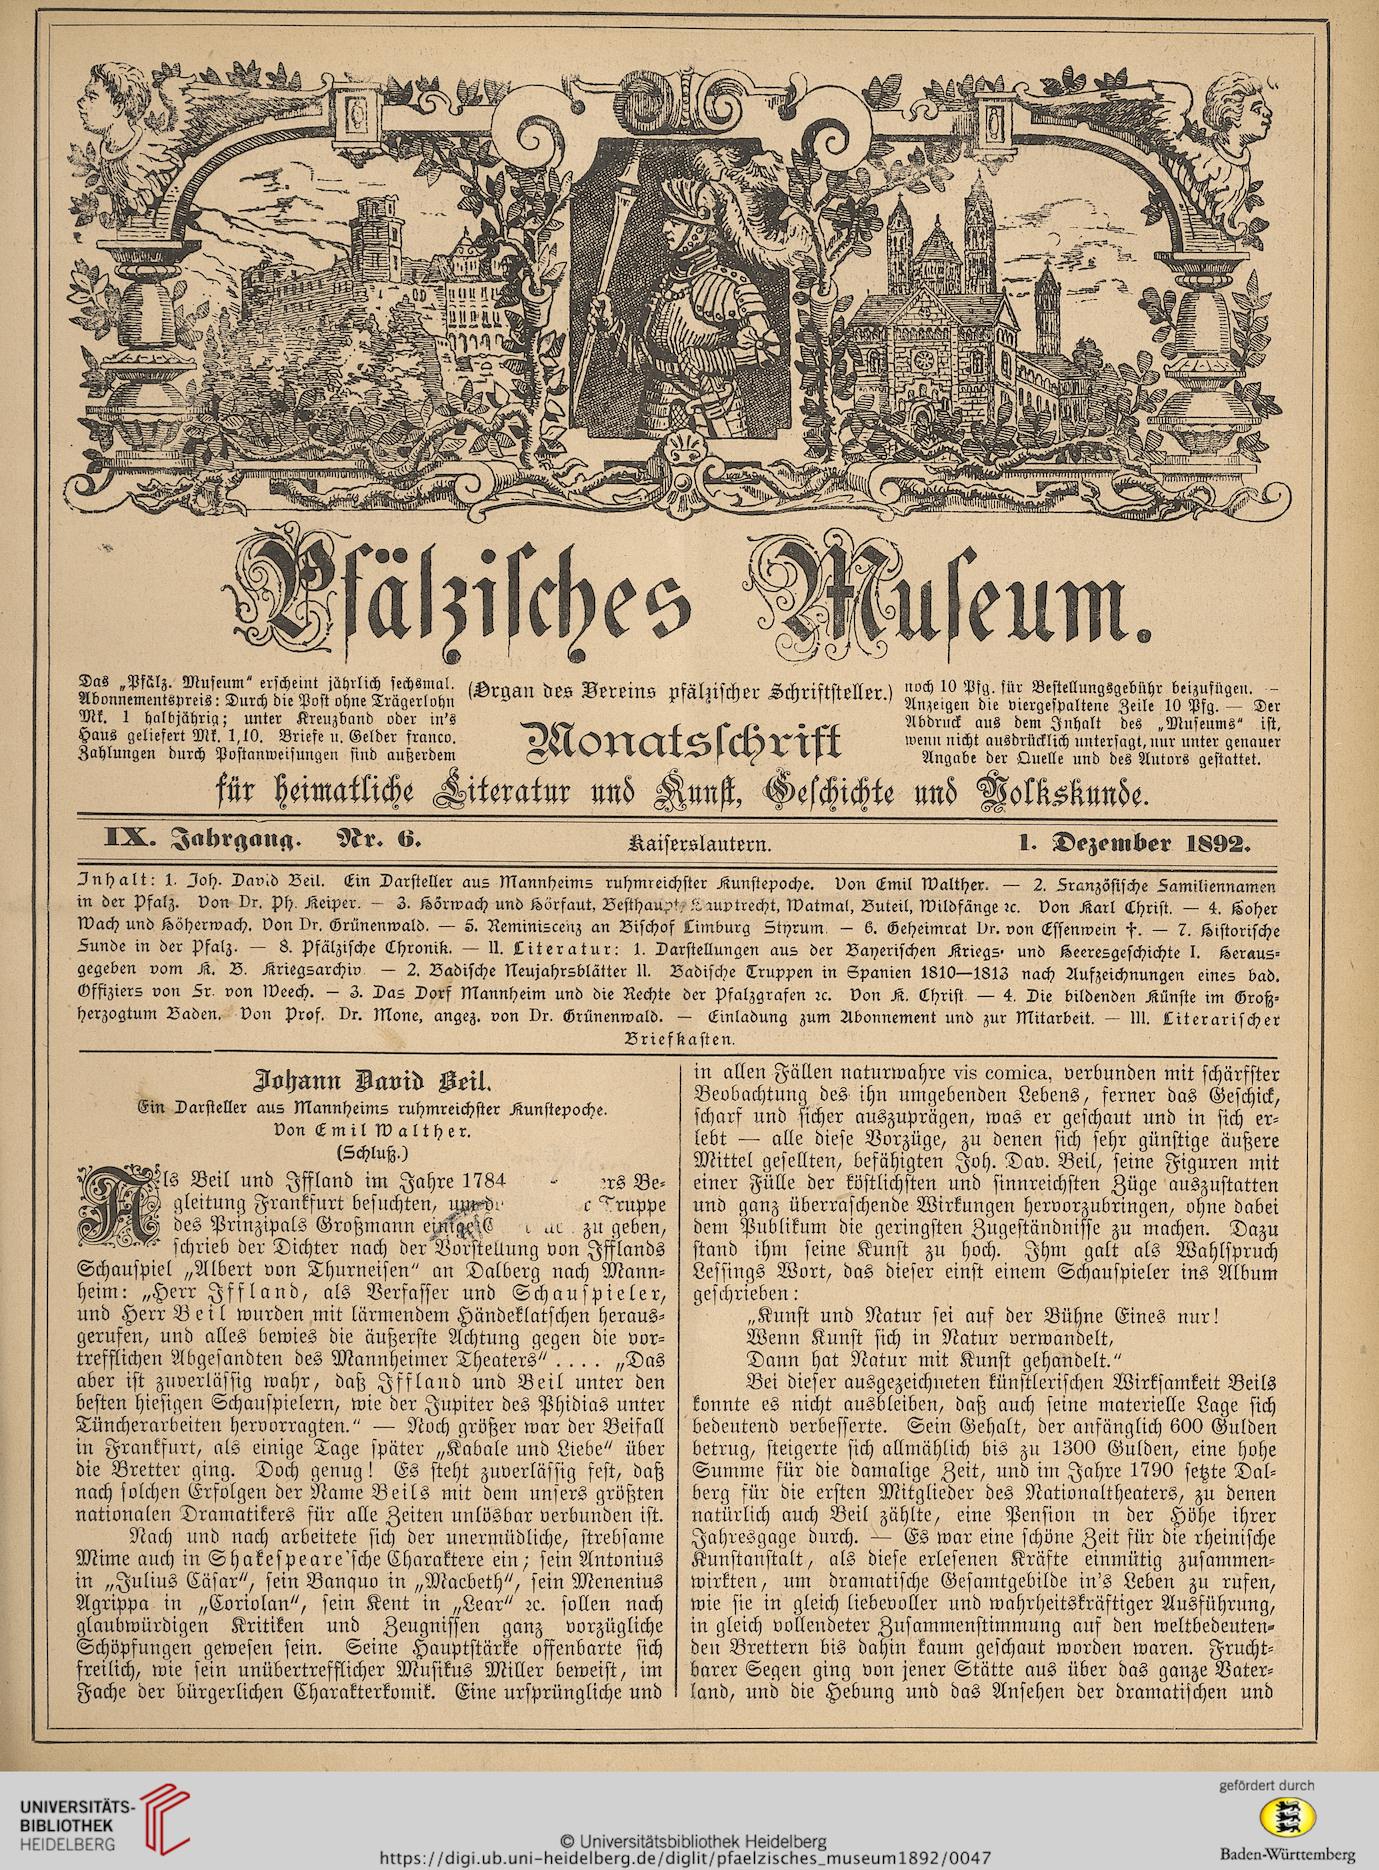 Pfälzisches Museum.
Das „Pfälz. Museum" erscheint jährlich sechsmal.
Abonnementspreis: Durch die Post ohne Trägerlohn
Mk. 1 halbjährig; unter Kreuzband oder in's
Haus geliefert Mk. 1,10. Briefe u. Gelder franco.
Zahlungen durch Postanweisungen sind außerdem
(Organ des Vereins pfälzischer Schriftsteller.)
Monatsschrift
noch 10 Pfg. für Bestellungsgebühr beizufügen. —
Anzeigen die viergespaltene Zeile 10 Pfg. — Der
Abdruck aus dem Inhalt des „Museums" ist,
wenn nicht ausdrücklich untersagt, nur unter genauer
Angabe der Quelle und des Autors gestattet.
für heimatliche Literatur und Kunst, Geschichte und Volkskunde.
IX. Jahrgang. Nr. 6. Kaiserslautern. 1. Dezember 1892.
Inhalt: 1. Joh. David Beil. Ein Darsteller aus Mannheims ruhmreichster Kunstepoche. Von Emil Walther. — 2. Französische Familiennamen
in der Pfalz. Von Dr. Ph. Keiper. — 3. Hörwach und Hörfaut, Besthaupt, Hauptrecht, Watmal, Buteil, Wildfänge ꝛc. Von Karl Christ. — 4. Hoher
Wach und Höherwach. Von Dr. Grünenwald. — 5. Reminiscenz an Bischof Limburg Styrum — 6. Geheimrat Dr. von Essenwein †. — 7. Historische
Funde in der Pfalz. — 8. Pfälzische Chronik. — II. Literatur: 1. Darstellungen aus der Bayerischen Kriegs- und Heeresgeschichte I. Heraus-
gegeben vom K. B. Kriegsarchiv — 2. Badische Neujahrsblätter II. Badische Truppen in Spanien 1810—1813 nach Aufzeichnungen eines bad.
Offiziers von Fr. von Weech. — 3. Das Dorf Mannheim und die Rechte der Pfalzgrafen ꝛc. Von K. Christ — 4. Die bildenden Künste im Groß-
herzogtum Baden. Von Prof. Dr. Mone, angez. von Dr. Grünenwald. — Einladung zum Abonnement und zur Mitarbeit. — III. Literarischer
Briefkasten.
Johann David Beil.
Ein Darsteller aus Mannheims ruhmreichster Kunstepoche.
Von Emil Walther.
(Schluß.)
Als Beil und Iffland im Jahre 1784 Be-
gleitung Frankfurt besuchten, um Truppe
des Prinzipals Großmann einige zu geben,
schrieb der Dichter nach der Vorstellung von Ifflands
Schauspiel „Albert von Thurneisen" an Dalberg nach Mann-
heim: „Herr Iffland, als Verfasser und Schauspieler,
und Herr Beil wurden mit lärmendem Händeklatschen heraus-
gerufen, und alles bewies die äußerste Achtung gegen die vor-
trefflichen Abgesandten des Mannheimer Theaters" . . . . „Das
aber ist zuverlässig wahr, daß Iffland und Beil unter den
besten hiesigen Schauspielern, wie der Jupiter des Phidias unter
Tüncherarbeiten hervorragten." — Noch größer war der Beifall
in Frankfurt, als einige Tage später „Kabale und Liebe" über
die Bretter ging. Doch genug! Es steht zuverlässig fest, daß
nach solchen Erfolgen der Name Beils mit dem unsers größten
nationalen Dramatikers für alle Zeiten unlösbar verbunden ist.
Nach und nach arbeitete sich der unermüdliche, strebsame
Mime auch in Shakespeare'sche Charaktere ein; sein Antonius
in „Julius Cäsar", sein Banquo in „Macbeth", sein Menenius
Agrippa in „Coriolan", sein Kent in „Lear" ꝛc. sollen nach
glaubwürdigen Kritiken und Zeugnissen ganz vorzügliche
Schöpfungen gewesen sein. Seine Hauptstärke offenbarte sich
freilich, wie sein unübertrefflicher Musikus Miller beweist, im
Fache der bürgerlichen Charakterkomik. Eine ursprüngliche und
in allen Fällen naturwahre vis comica, verbunden mit schärfster
Beobachtung des ihn umgebenden Lebens, ferner das Geschick,
scharf und sicher auszuprägen, was er geschaut und in sich er-
lebt — alle diese Vorzüge, zu denen sich sehr günstige äußere
Mittel gesellten, befähigten Joh. Dav. Beil, seine Figuren mit
einer Fülle der köstlichsten und sinnreichsten Züge auszustatten
und ganz überraschende Wirkungen hervorzubringen, ohne dabei
dem Publikum die geringsten Zugeständnisse zu machen. Dazu
stand ihm seine Kunst zu hoch. Ihm galt als Wahlspruch
Lessings Wort, das dieser einst einem Schauspieler ins Album
geschrieben:
„Kunst und Natur sei auf der Bühne Eines nur!
Wenn Kunst sich in Natur verwandelt,
Dann hat Natur mit Kunst gehandelt."
Bei dieser ausgezeichneten künstlerischen Wirksamkeit Beils
konnte es nicht ausbleiben, daß auch seine materielle Lage sich
bedeutend verbesserte. Sein Gehalt, der anfänglich 600 Gulden
betrug, steigerte sich allmählich bis zu 1300 Gulden, eine hohe
Summe für die damalige Zeit, und im Jahre 1790 setzte Dal-
berg für die ersten Mitglieder des Nationaltheaters, zu denen
natürlich auch Beil zählte, eine Pension in der Höhe ihrer
Jahresgage durch. — Es war eine schöne Zeit für die rheinische
Kunstanstalt, als diese erlesenen Kräfte einmütig zusammen-
wirkten, um dramatische Gesamtgebilde in's Leben zu rufen,
wie sie in gleich liebevoller und wahrheitskräftiger Ausführung,
in gleich vollendeter Zusammenstimmung auf den weltbedeuten-
den Brettern bis dahin kaum geschaut worden waren. Frucht-
barer Segen ging von jener Stätte aus über das ganze Vater-
land, und die Hebung und das Ansehen der dramatischen und
UNIVERSITÄTS-
BIBLIOTHEK
HEIDELBERG
© Universitätsbibliothek Heidelberg
https://digi.ub.uni-heidelberg.de/diglit/pfaelzisches_museum1892/0047
gefördert durch
Baden-Württemberg